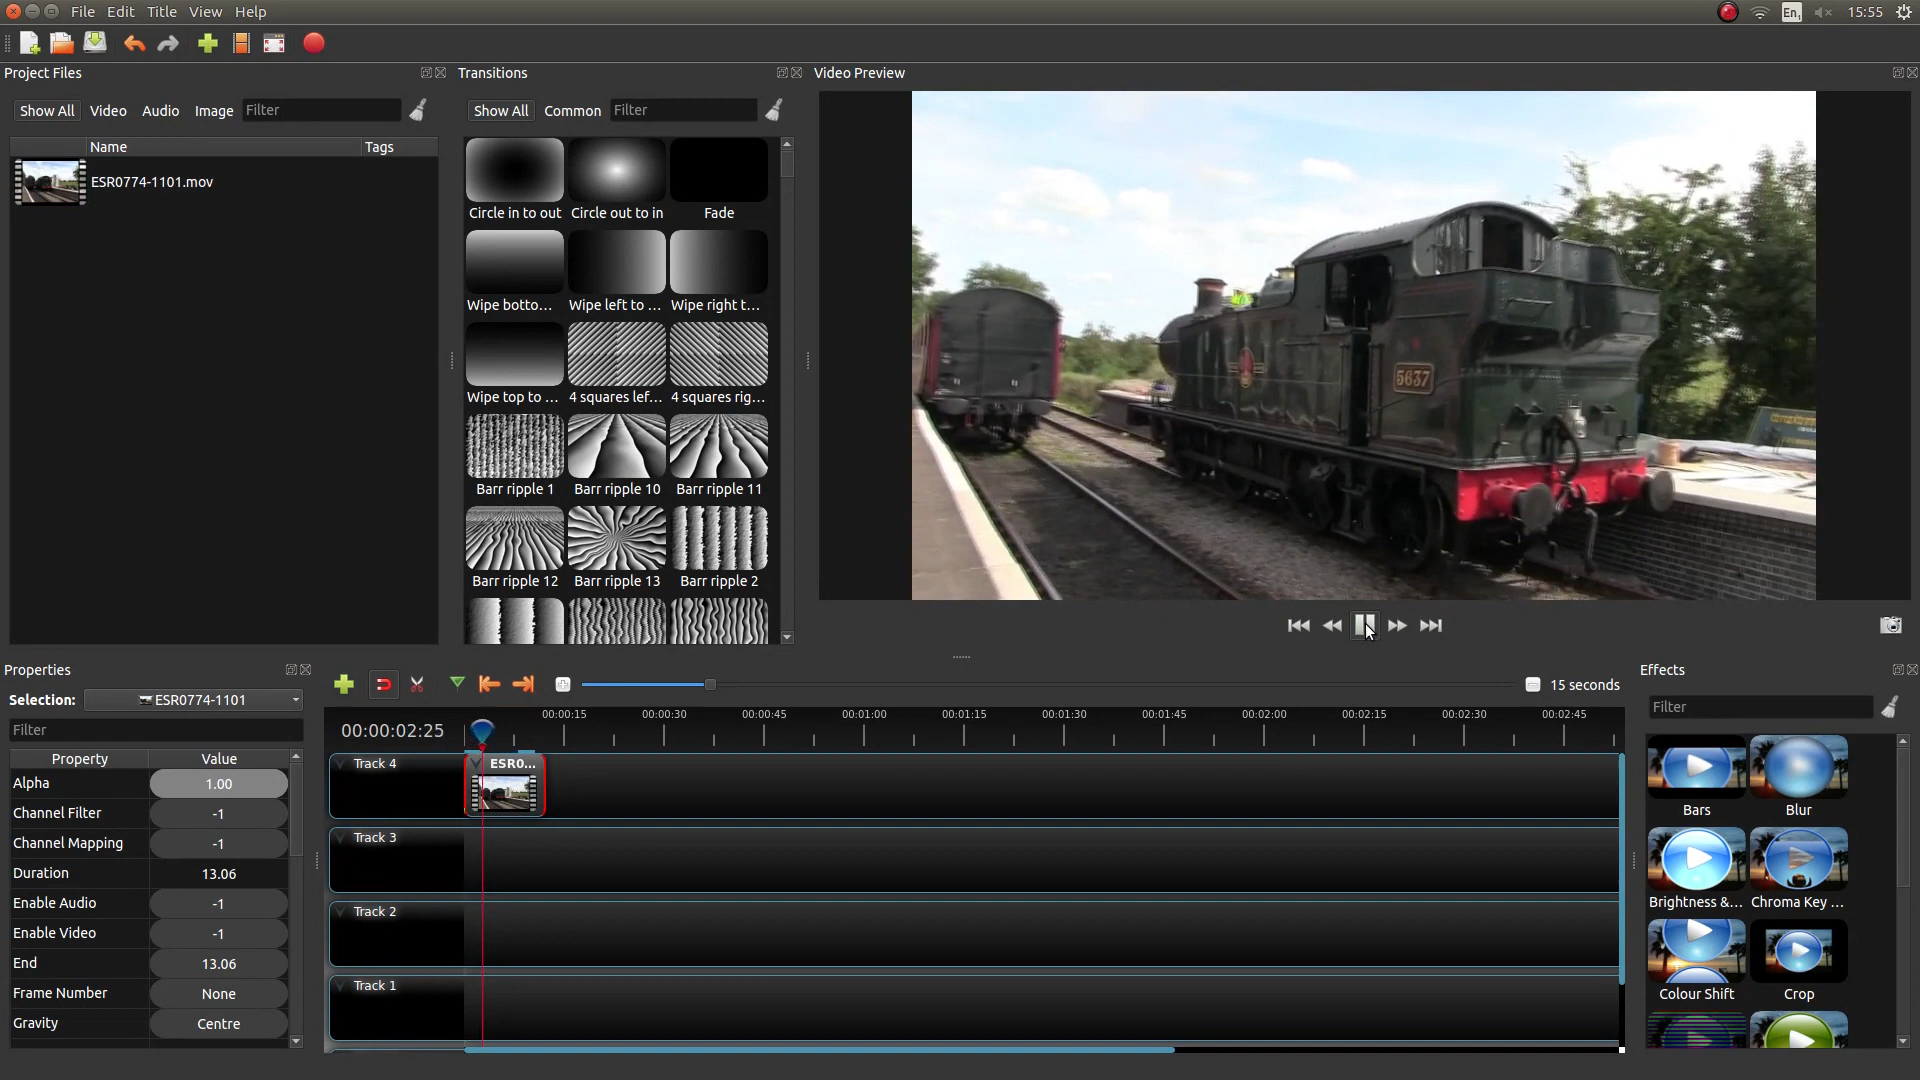 File Edit Title View Help
En1 15:55
Project Files
Transitions
Video Preview
Show All Video Audio Image Filter
Show All Common Filter
Name Tags
ESR0774-1101.mov
Circle in to out Circle out to in Fade
Wipe botto... Wipe left to ... Wipe right t...
Wipe top to ... 4 squares lef... 4 squares rig...
Barr ripple 1 Barr ripple 10 Barr ripple 11
Barr ripple 12 Barr ripple 13 Barr ripple 2
5637
Properties
Selection: ESR0774-1101
Filter
Property Value
Alpha 1.00
Channel Filter -1
Channel Mapping -1
Duration 13.06
Enable Audio -1
Enable Video -1
End 13.06
Frame Number None
Gravity Centre
15 seconds
00:00:02:25
00:00:15 00:00:30 00:00:45 00:01:00 00:01:15 00:01:30 00:01:45 00:02:00 00:02:15 00:02:30 00:02:45
Track 4
ESR0...
Track 3
Track 2
Track 1
Effects
Filter
Bars Blur
Brightness &... Chroma Key ...
Colour Shift Crop